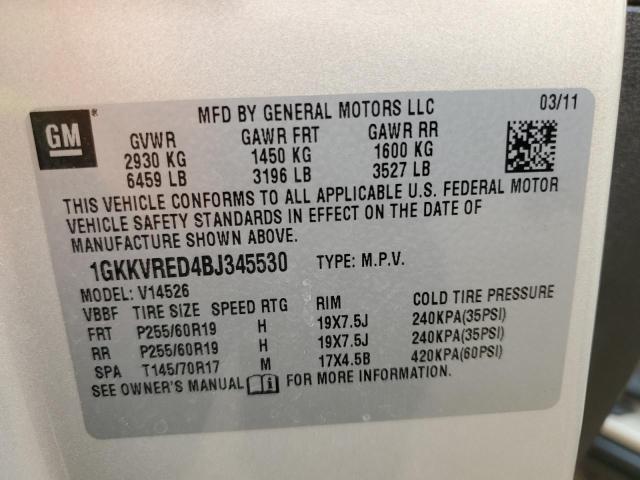 GM
MFD BY GENERAL MOTORS LLC 03/11
GVWR GAWR FRT GAWR RR
2930 KG 1450 KG 1600 KG
6459 LB 3196 LB 3527 LB
THIS VEHICLE CONFORMS TO ALL APPLICABLE U.S. FEDERAL MOTOR
VEHICLE SAFETY STANDARDS IN EFFECT ON THE DATE OF
MANUFACTURE SHOWN ABOVE.
1GKKVRED4BJ345530 TYPE: M.P.V.
MODEL: V14526
VBBF TIRE SIZE SPEED RTG RIM COLD TIRE PRESSURE
FRT P255/60R19 H 19X7.5J 240KPA(35PSI)
RR P255/60R19 H 19X7.5J 240KPA(35PSI)
SPA T145/70R17 M 17X4.5B 420KPA(60PSI)
SEE OWNER'S MANUAL FOR MORE INFORMATION.